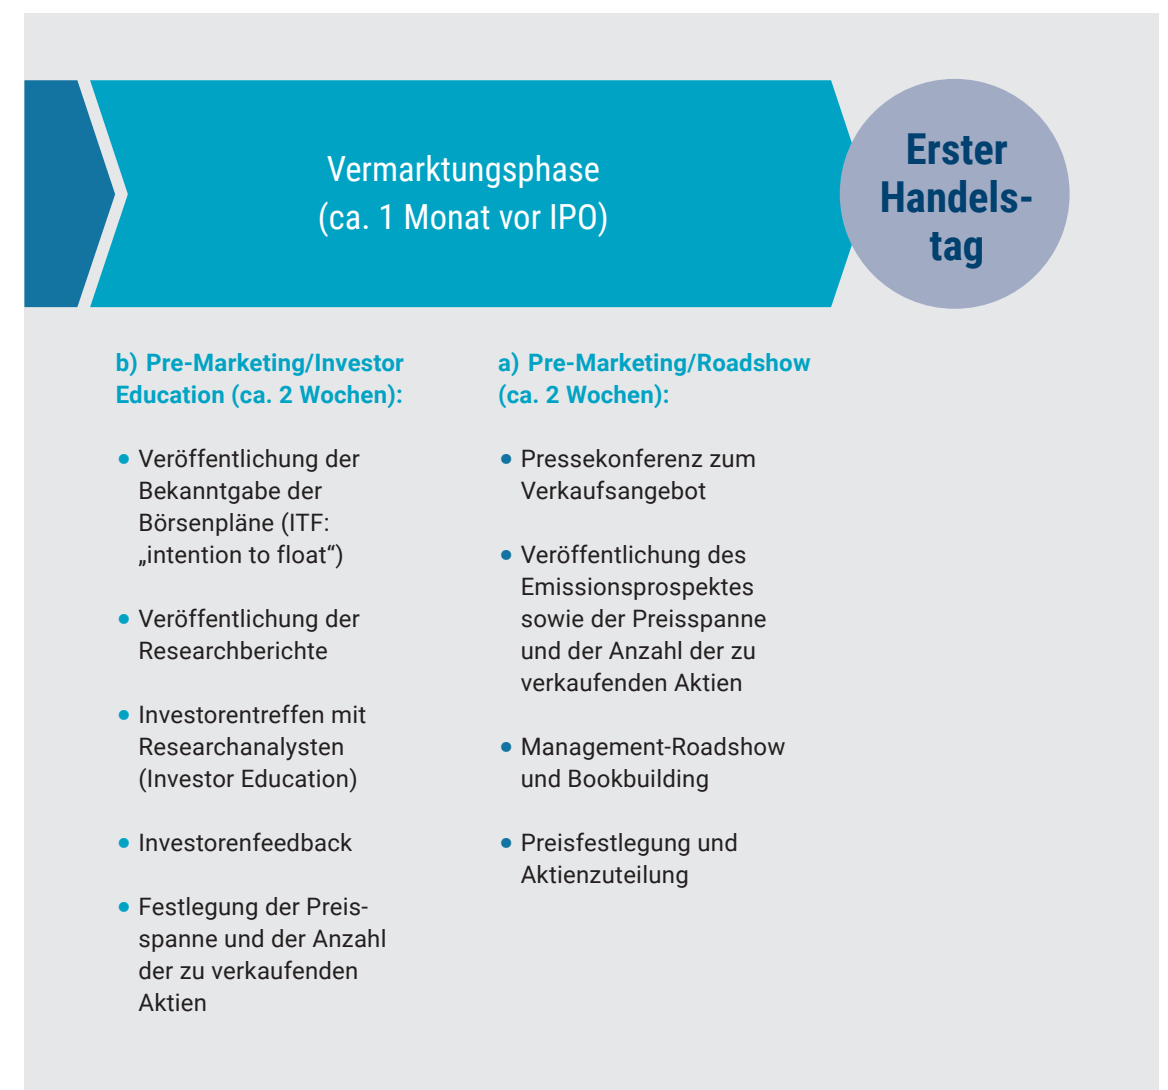 Vermarktungsphase
(ca. 1 Monat vor IPO)
Erster
Handels-
tag
b) Pre-Marketing/Investor
Education (ca. 2 Wochen):
• Veröffentlichung der
Bekanntgabe der
Börsenpläne (ITF:
„intention to float“)
• Veröffentlichung der
Researchberichte
• Investorentreffen mit
Researchanalysten
(Investor Education)
• Investorenfeedback
• Festlegung der Preis-
spanne und der Anzahl
der zu verkaufenden
Aktien
a) Pre-Marketing/Roadshow
(ca. 2 Wochen):
• Pressekonferenz zum
Verkaufsangebot
• Veröffentlichung des
Emissionsprospektes
sowie der Preisspanne
und der Anzahl der zu
verkaufenden Aktien
• Management-Roadshow
und Bookbuilding
• Preisfestlegung und
Aktienzuteilung